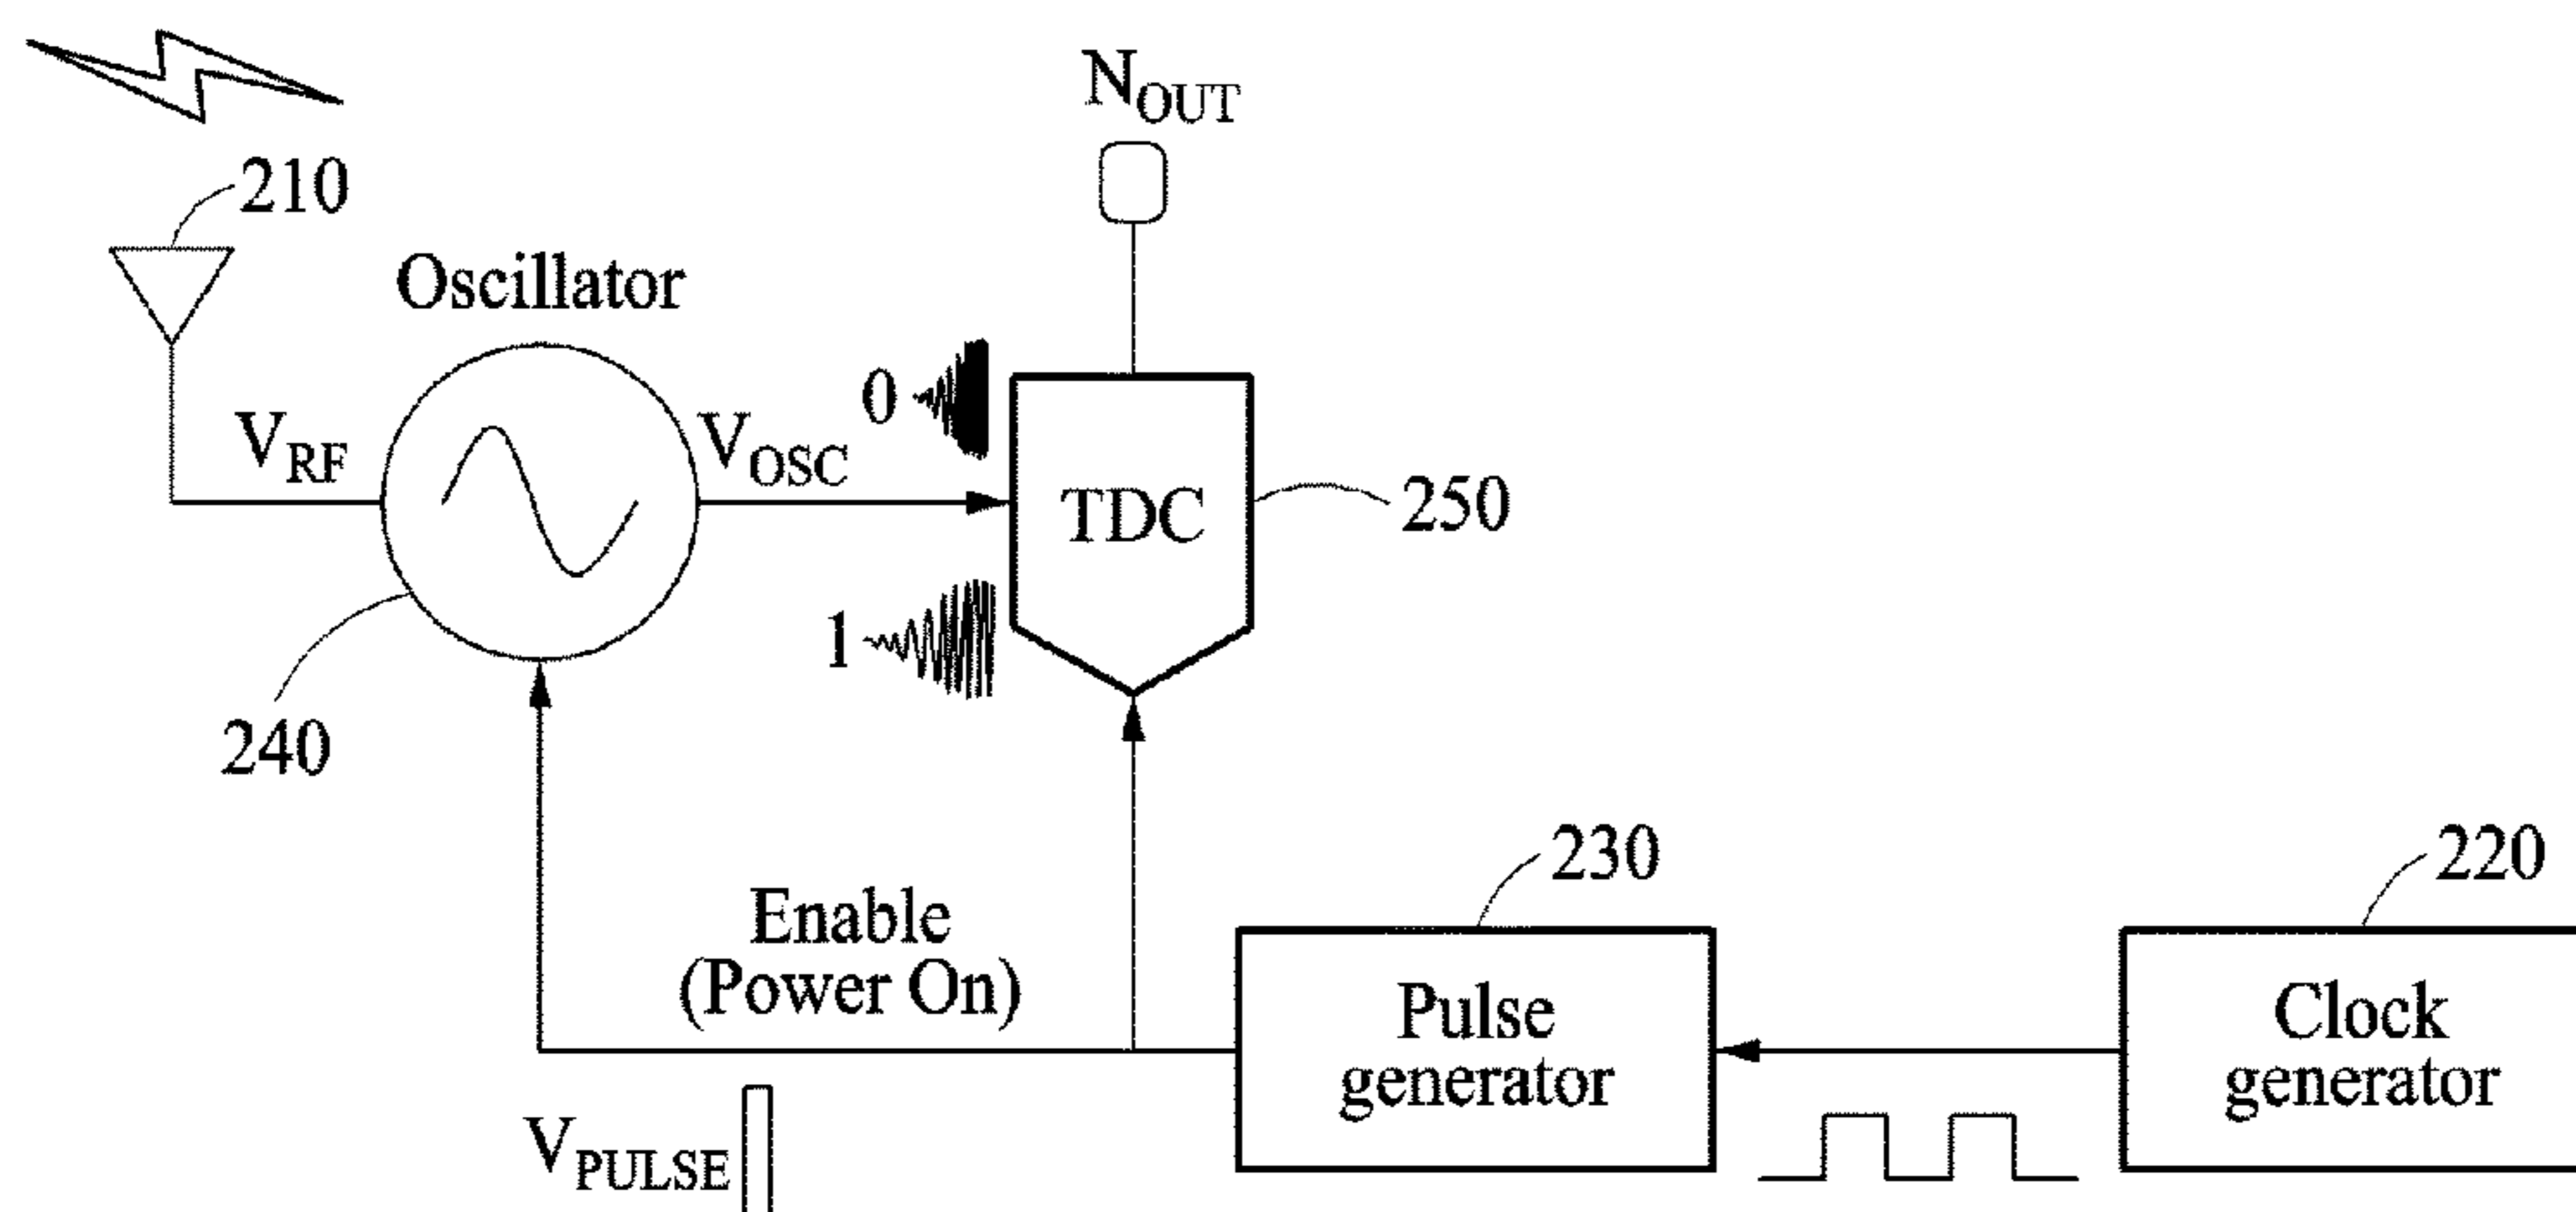 N_OUT
210
Oscillator
V_RF
V_OSC
0
TDC
250
1
240
230
220
Enable
(Power On)
Pulse
generator
Clock
generator
V_PULSE